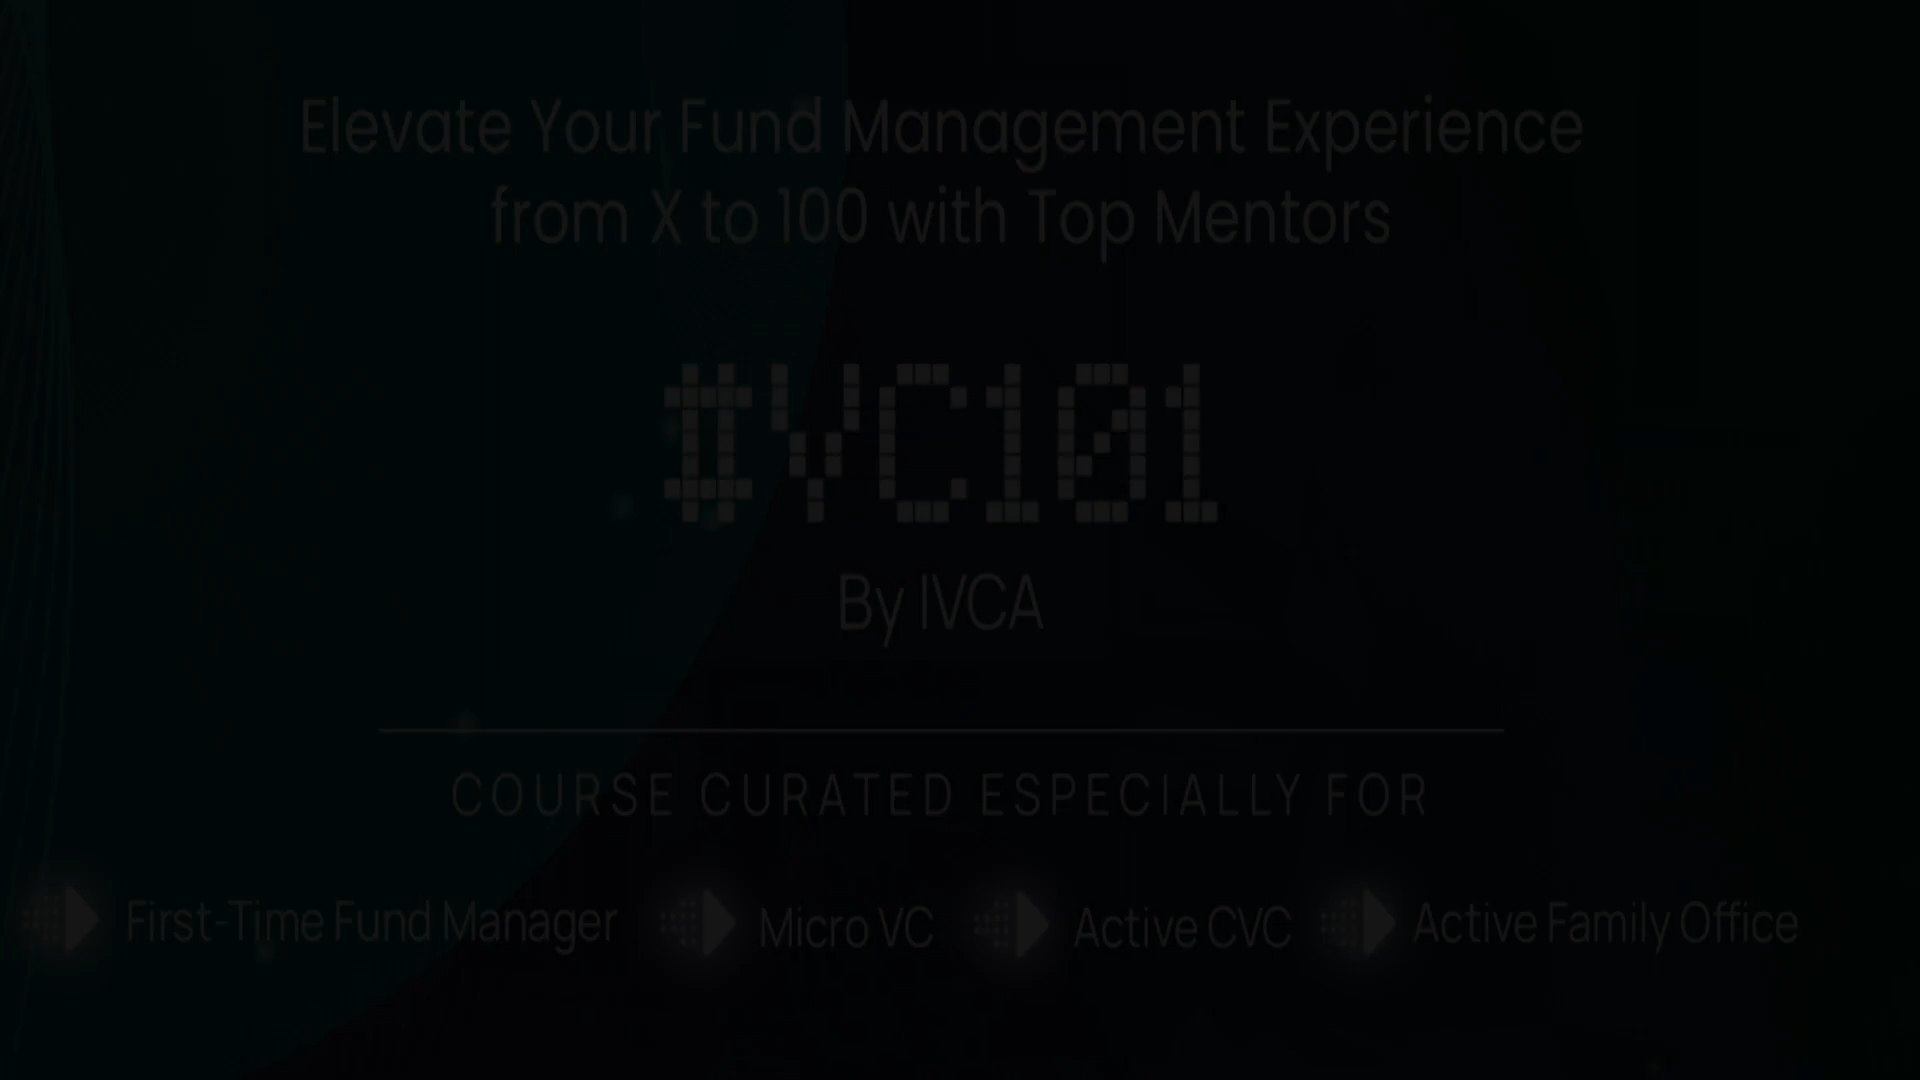 Elevate Your Fund Management Experience
from X to 100 with Top Mentors
#VC101
By IVCA
COURSE CURATED ESPECIALLY FOR
First-Time Fund Manager Micro VC Active CVC Active Family Office